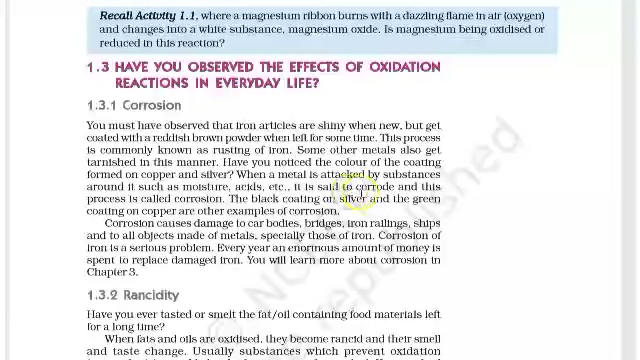 Recall Activity 1.1, where a magnesium ribbon burns with a dazzling flame in air (oxygen)
and changes into a white substance, magnesium oxide. Is magnesium being oxidised or
reduced in this reaction?
1.3 HAVE YOU OBSERVED THE EFFECTS OF OXIDATION
REACTIONS IN EVERYDAY LIFE?
1.3.1 Corrosion
You must have observed that iron articles are shiny when new, but get
coated with a reddish brown powder when left for some time. This process
is commonly known as rusting of iron. Some other metals also get
tarnished in this manner. Have you noticed the colour of the coating
formed on copper and silver? When a metal is attacked by substances
around it such as moisture, acids, etc., it is said to corrode and this
process is called corrosion. The black coating on silver and the green
coating on copper are other examples of corrosion.
Corrosion causes damage to car bodies, bridges, iron railings, ships
and to all objects made of metals, specially those of iron. Corrosion of
iron is a serious problem. Every year an enormous amount of money is
spent to replace damaged iron. You will learn more about corrosion in
Chapter 3.
1.3.2 Rancidity
Have you ever tasted or smelt the fat/oil containing food materials left
for a long time?
When fats and oils are oxidised, they become rancid and their smell
and taste change. Usually substances which prevent oxidation